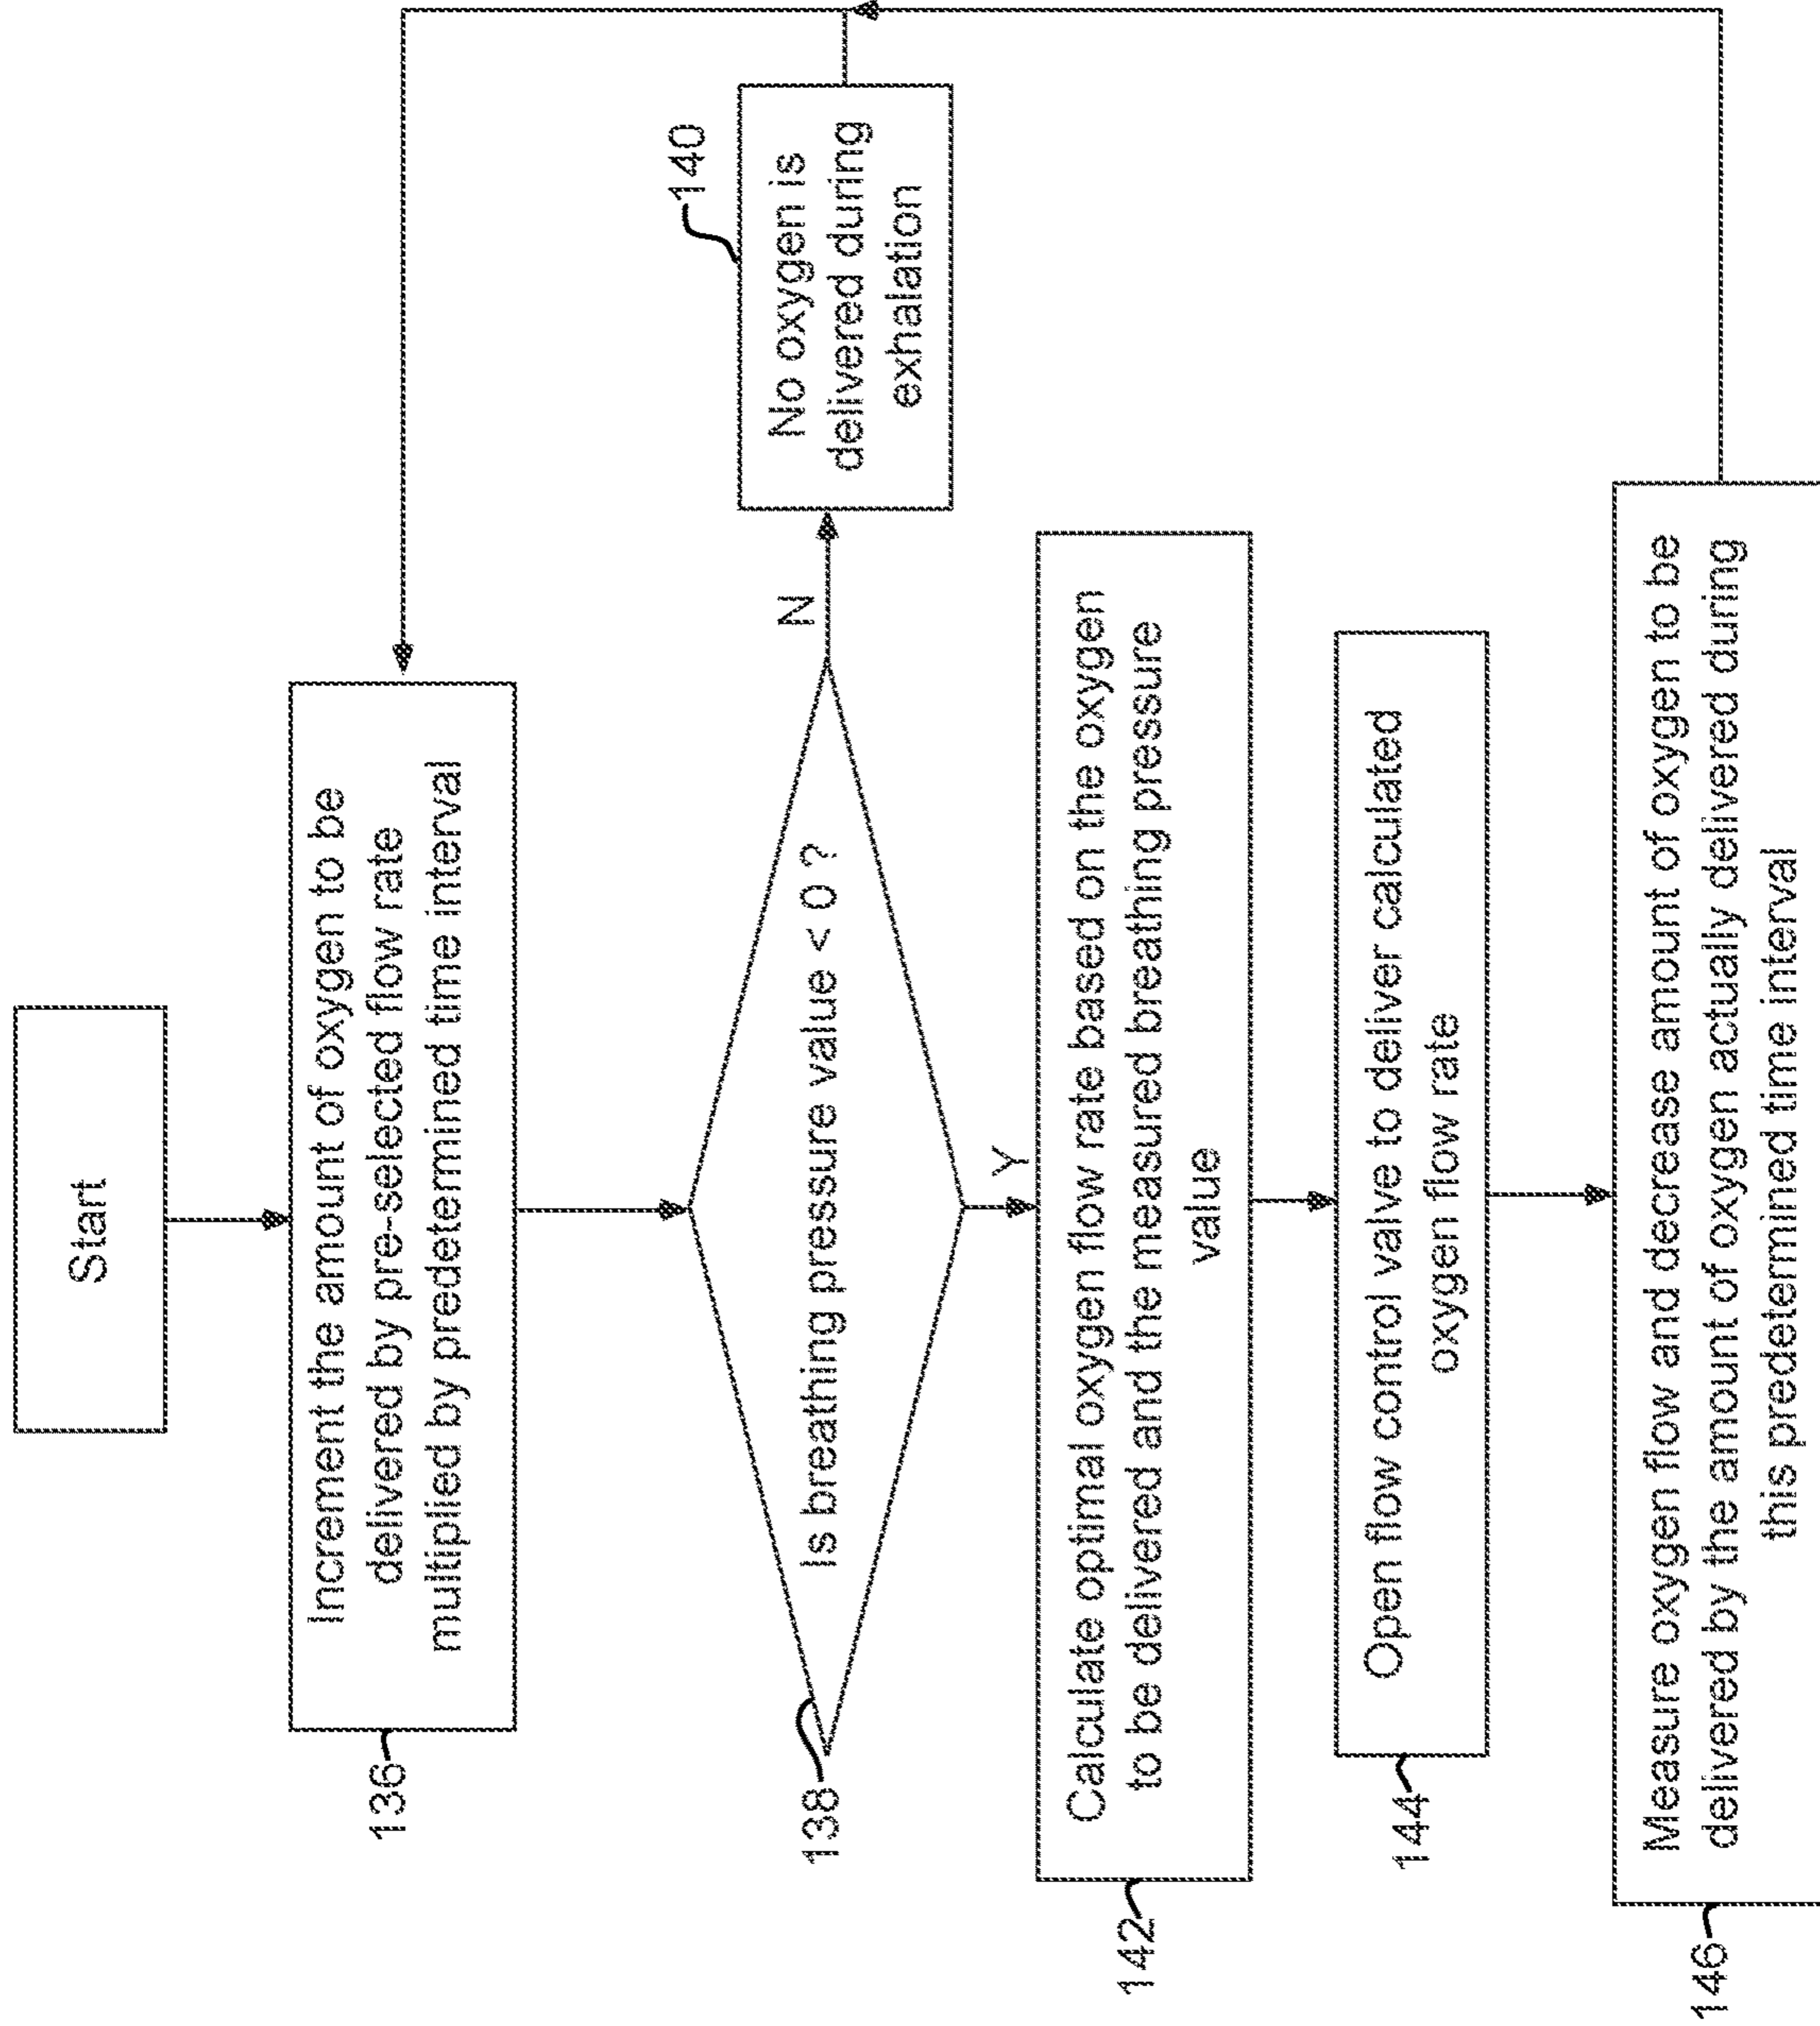 Start
136
Increment the amount of oxygen to be
delivered by pre-selected flow rate
multiplied by predetermined time interval
138
Is breathing pressure value < 0 ?
N
140
No oxygen is
delivered during
exhalation
Y
142
Calculate optimal oxygen flow rate based on the oxygen
to be delivered and the measured breathing pressure
value
144
Open flow control valve to deliver calculated
oxygen flow rate
146
Measure oxygen flow and decrease amount of oxygen to be
delivered by the amount of oxygen actually delivered during
this predetermined time interval